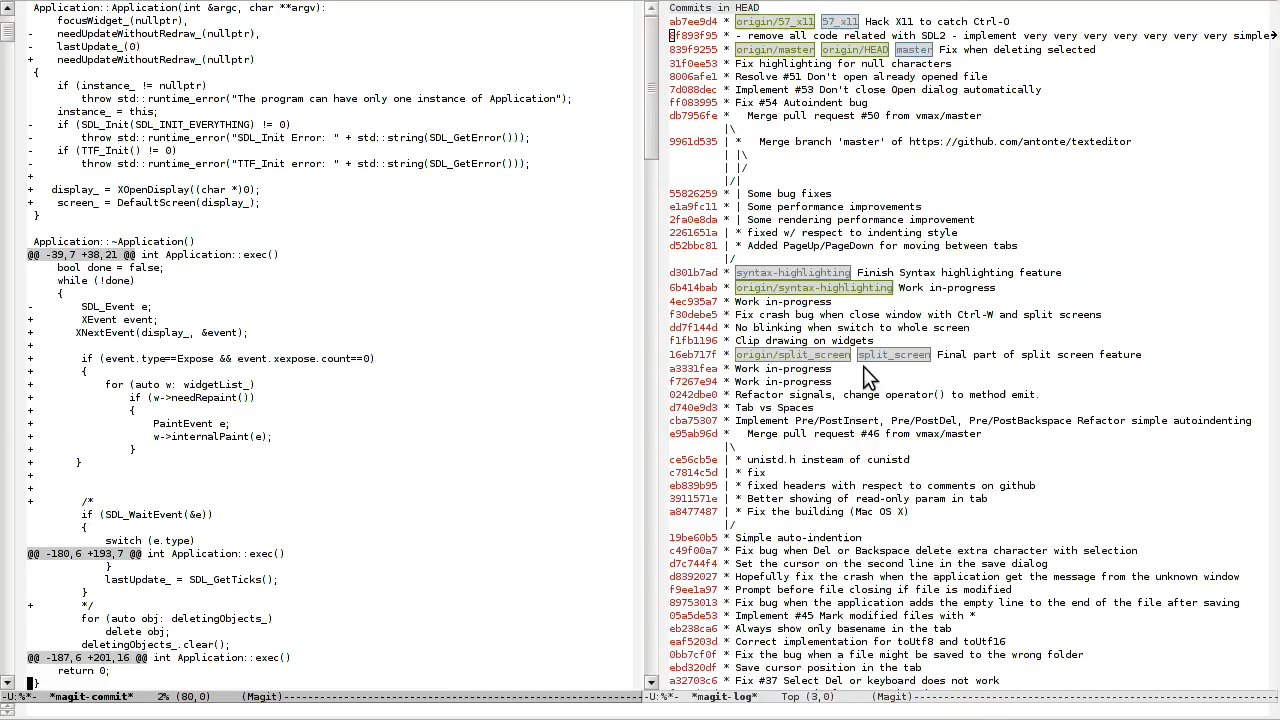 Application::Application(int &argc, char **argv):
    focusWidget_(nullptr),
-    needUpdateWithoutRedraw_(nullptr),
-    lastUpdate_(0)
+    needUpdateWithoutRedraw_(nullptr)
{
    if (instance_ != nullptr)
        throw std::runtime_error("The program can have only one instance of Application");
    instance_ = this;
-    if (SDL_Init(SDL_INIT_EVERYTHING) != 0)
-        throw std::runtime_error("SDL_Init Error: " + std::string(SDL_GetError()));
-    if (TTF_Init() != 0)
-        throw std::runtime_error("TTF_Init error: " + std::string(SDL_GetError()));
+
+   display_ = XOpenDisplay((char *)0);
+    screen_ = DefaultScreen(display_);
}
Application::~Application()
@@ -39,7 +38,21 @@ int Application::exec()
    bool done = false;
    while (!done)
    {
-        SDL_Event e;
+        XEvent event;
+       XNextEvent(display_, &event);
+
+        if (event.type==Expose && event.xexpose.count==0)
+        {
+            for (auto w: widgetList_)
+                if (w->needRepaint())
+                {
+                    PaintEvent e;
+                    w->internalPaint(e);
+                }
+       }
+
+
+        /*
        if (SDL_WaitEvent(&e))
        {
            switch (e.type)
@@ -180,6 +193,7 @@ int Application::exec()
            }
            lastUpdate_ = SDL_GetTicks();
        }
+        */
        for (auto obj: deletingObjects_)
            delete obj;
        deletingObjects_.clear();
@@ -187,6 +201,16 @@ int Application::exec()
    return 0;
}
-U:%*-  *magit-commit*    2% (80,0)    (Magit)
Commits in HEAD
ab7ee9d4 * origin/57_x11 57_x11 Hack X11 to catch Ctrl-O
f893f95 * - remove all code related with SDL2 - implement very very very very very very very simple
839f9255 * origin/master origin/HEAD master Fix when deleting selected
31f0ee53 * Fix highlighting for null characters
8006afe1 * Resolve #51 Don't open already opened file
7d088dec * Implement #53 Don't close Open dialog automatically
ff083995 * Fix #54 Autoindent bug
db7956fe *   Merge pull request #50 from vmax/master
|\
9961d535 | *   Merge branch 'master' of https://github.com/antonte/texteditor
| |\
| |/
|/|
55826259 * | Some bug fixes
e1a9fc11 * | Some performance improvements
2fa0e8da * | Some rendering performance improvement
2261651a | * fixed w/ respect to indenting style
d52bbc81 | * Added PageUp/PageDown for moving between tabs
|/
d301b7ad * syntax-highlighting Finish Syntax highlighting feature
6b414bab * origin/syntax-highlighting Work in-progress
4ec935a7 * Work in-progress
f30debe5 * Fix crash bug when close window with Ctrl-W and split screens
dd7f144d * No blinking when switch to whole screen
f1fb1196 * Clip drawing on widgets
16eb717f * origin/split_screen split_screen Final part of split screen feature
a3331fea * Work in-progress
f7267e94 * Work in-progress
0242dbe0 * Refactor signals, change operator() to method emit.
d740e9d3 * Tab vs Spaces
cba75307 * Implement Pre/PostInsert, Pre/PostDel, Pre/PostBackspace Refactor simple autoindenting
e95ab96d *   Merge pull request #46 from vmax/master
|\
ce56cb5e | * unistd.h insteam of cunistd
c7814c5d | * fix
eb839b95 | * fixed headers with respect to comments on github
3911571e | * Better showing of read-only param in tab
a8477487 | * Fix the building (Mac OS X)
|/
19be60b5 * Simple auto-indention
c49f00a7 * Fix bug when Del or Backspace delete extra character with selection
d7c744f4 * Set the cursor on the second line in the save dialog
d8392027 * Hopefully fix the crash when the application get the message from the unknown window
f9ee1a97 * Prompt before file closing if file is modified
89753013 * Fix bug when the application adds the empty line to the end of the file after saving
05a5de53 * Implement #45 Mark modified files with *
eb238ca6 * Always show only basename in the tab
eaf5203d * Correct implementation for toUtf8 and toUtf16
0bb7cf0f * Fix the bug when a file might be saved to the wrong folder
ebd320df * Save cursor position in the tab
a32703c6 * Fix #37 Select Del or keyboard does not work
-U:%*-  *magit-log*    Top (3,0)    (Magit)